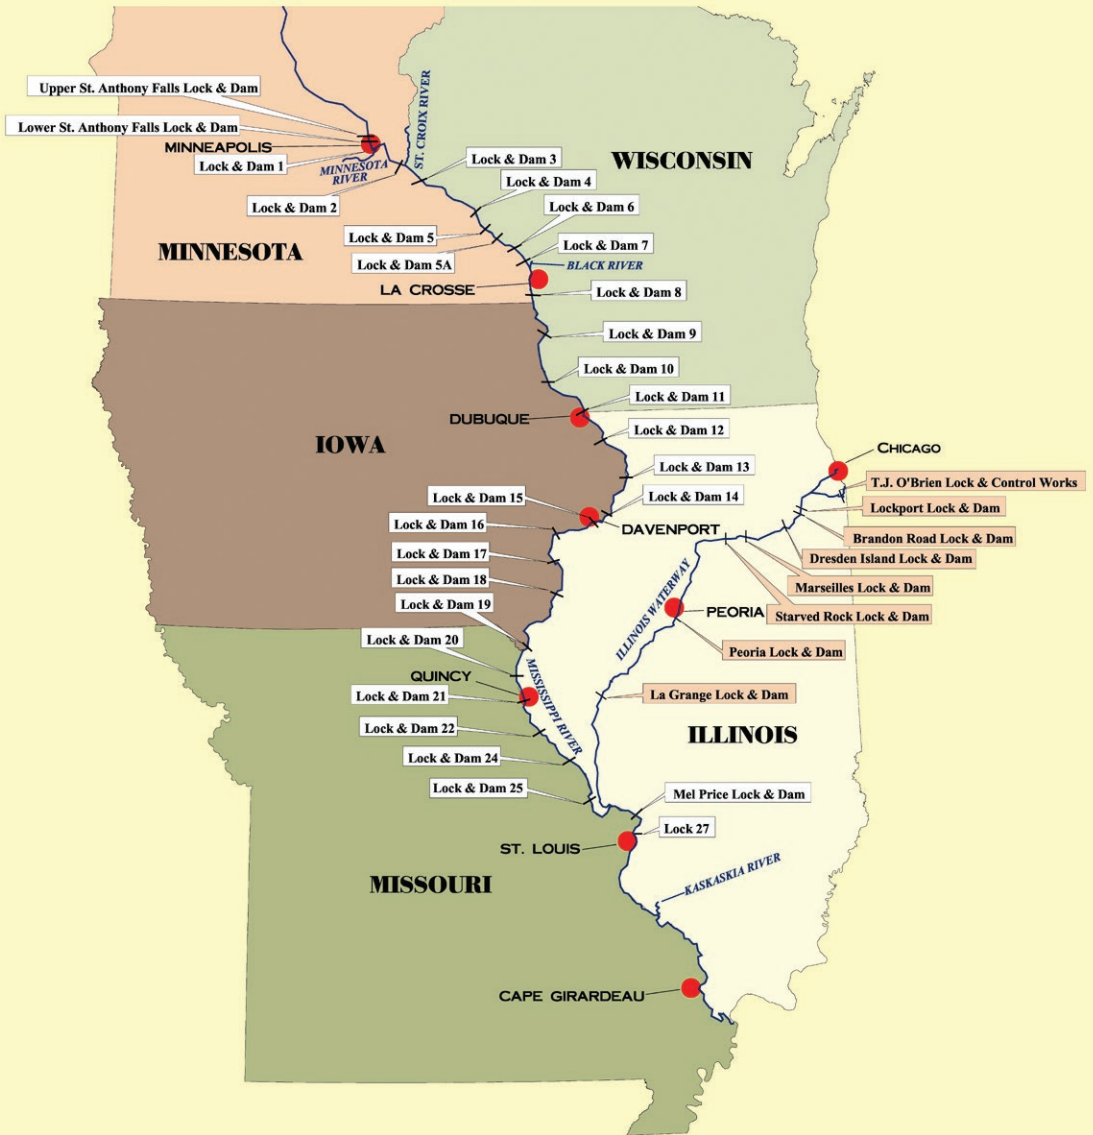 Upper St. Anthony Falls Lock & Dam
Lower St. Anthony Falls Lock & Dam
MINNEAPOLIS
Lock & Dam 1
MINNESOTA
RIVER
ST. CROIX RIVER
Lock & Dam 2
Lock & Dam 3
WISCONSIN
Lock & Dam 4
Lock & Dam 6
Lock & Dam 5
Lock & Dam 7
MINNESOTA
Lock & Dam 5A
BLACK RIVER
LA CROSSE
Lock & Dam 8
Lock & Dam 9
Lock & Dam 10
Lock & Dam 11
DUBUQUE
Lock & Dam 12
IOWA
CHICAGO
Lock & Dam 13
T.J. O'Brien Lock & Control Works
Lock & Dam 15
Lock & Dam 14
Lockport Lock & Dam
Lock & Dam 16
DAVENPORT
Brandon Road Lock & Dam
Lock & Dam 17
Dresden Island Lock & Dam
Lock & Dam 18
Marseilles Lock & Dam
Lock & Dam 19
ILLINOIS WATERWAY
PEORIA
Starved Rock Lock & Dam
Lock & Dam 20
Peoria Lock & Dam
QUINCY
MISSISSIPPI RIVER
Lock & Dam 21
La Grange Lock & Dam
Lock & Dam 22
ILLINOIS
Lock & Dam 24
Lock & Dam 25
Mel Price Lock & Dam
Lock 27
ST. LOUIS
MISSOURI
KASKASKIA RIVER
CAPE GIRARDEAU